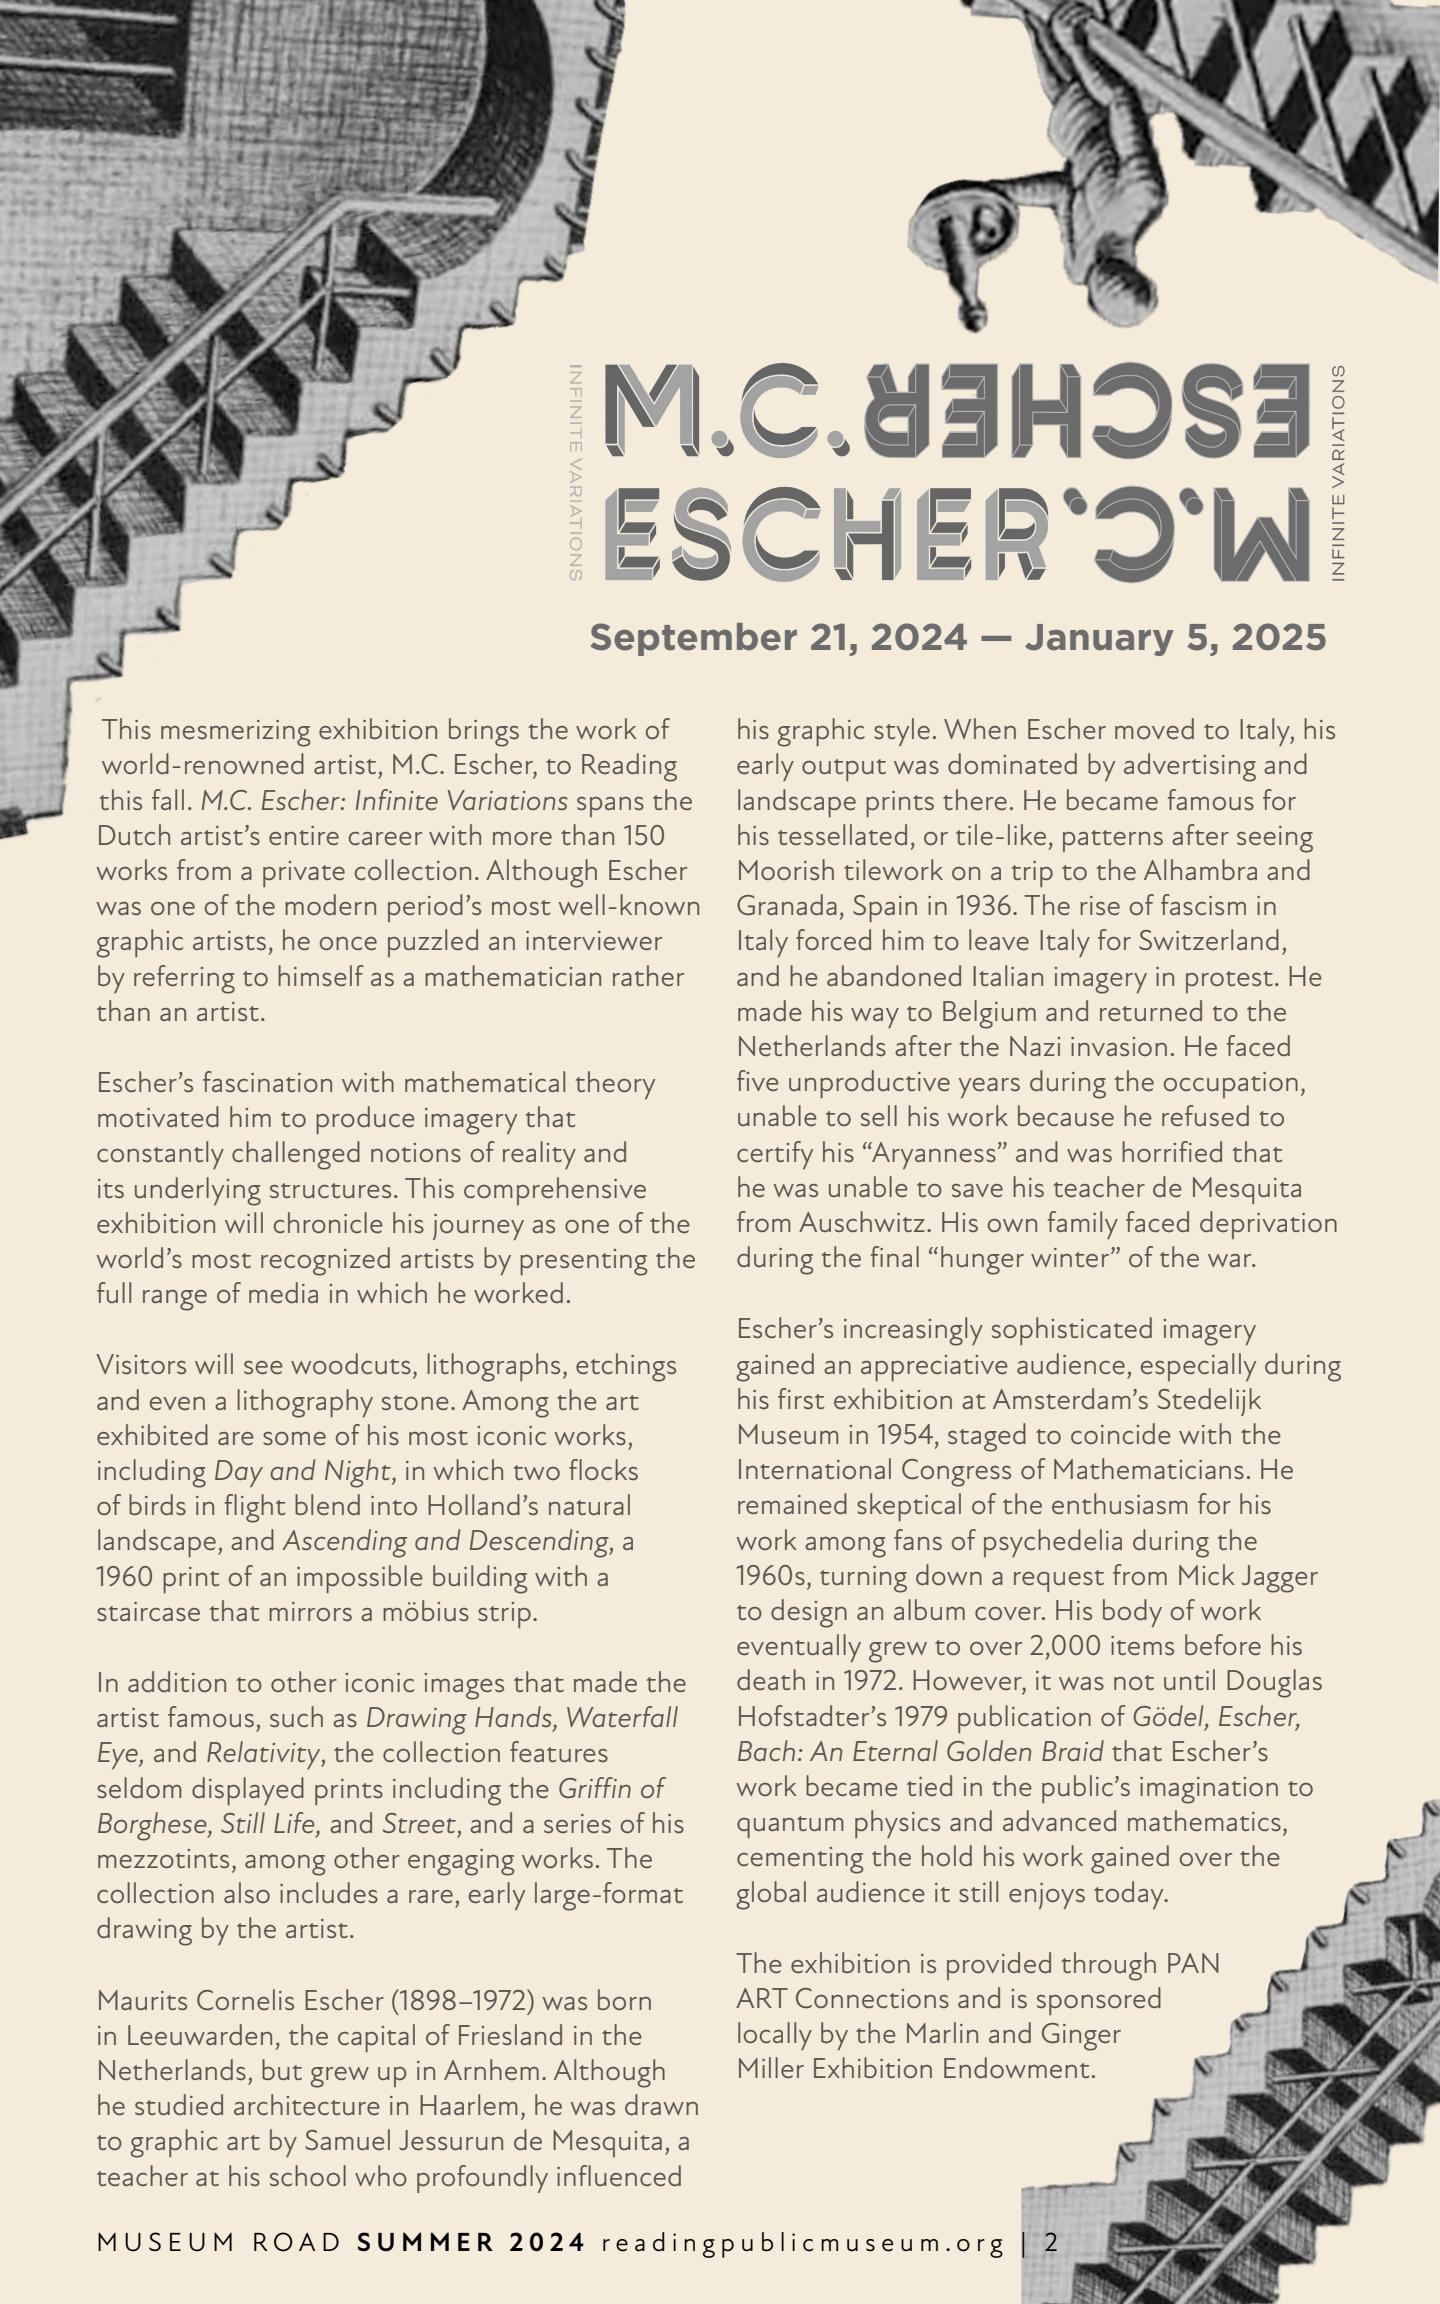 INFINITE VARIATIONS
M.C. ESCHER
ESCHER M.C.
INFINITE VARIATIONS
September 21, 2024 — January 5, 2025
This mesmerizing exhibition brings the work of
world-renowned artist, M.C. Escher, to Reading
this fall. M.C. Escher: Infinite Variations spans the
Dutch artist’s entire career with more than 150
works from a private collection. Although Escher
was one of the modern period’s most well-known
graphic artists, he once puzzled an interviewer
by referring to himself as a mathematician rather
than an artist.
Escher’s fascination with mathematical theory
motivated him to produce imagery that
constantly challenged notions of reality and
its underlying structures. This comprehensive
exhibition will chronicle his journey as one of the
world’s most recognized artists by presenting the
full range of media in which he worked.
Visitors will see woodcuts, lithographs, etchings
and even a lithography stone. Among the art
exhibited are some of his most iconic works,
including Day and Night, in which two flocks
of birds in flight blend into Holland’s natural
landscape, and Ascending and Descending, a
1960 print of an impossible building with a
staircase that mirrors a möbius strip.
In addition to other iconic images that made the
artist famous, such as Drawing Hands, Waterfall
Eye, and Relativity, the collection features
seldom displayed prints including the Griffin of
Borghese, Still Life, and Street, and a series of his
mezzotints, among other engaging works. The
collection also includes a rare, early large-format
drawing by the artist.
Maurits Cornelis Escher (1898–1972) was born
in Leeuwarden, the capital of Friesland in the
Netherlands, but grew up in Arnhem. Although
he studied architecture in Haarlem, he was drawn
to graphic art by Samuel Jessurun de Mesquita, a
teacher at his school who profoundly influenced
his graphic style. When Escher moved to Italy, his
early output was dominated by advertising and
landscape prints there. He became famous for
his tessellated, or tile-like, patterns after seeing
Moorish tilework on a trip to the Alhambra and
Granada, Spain in 1936. The rise of fascism in
Italy forced him to leave Italy for Switzerland,
and he abandoned Italian imagery in protest. He
made his way to Belgium and returned to the
Netherlands after the Nazi invasion. He faced
five unproductive years during the occupation,
unable to sell his work because he refused to
certify his “Aryanness” and was horrified that
he was unable to save his teacher de Mesquita
from Auschwitz. His own family faced deprivation
during the final “hunger winter” of the war.
Escher’s increasingly sophisticated imagery
gained an appreciative audience, especially during
his first exhibition at Amsterdam’s Stedelijk
Museum in 1954, staged to coincide with the
International Congress of Mathematicians. He
remained skeptical of the enthusiasm for his
work among fans of psychedelia during the
1960s, turning down a request from Mick Jagger
to design an album cover. His body of work
eventually grew to over 2,000 items before his
death in 1972. However, it was not until Douglas
Hofstadter’s 1979 publication of Gödel, Escher,
Bach: An Eternal Golden Braid that Escher’s
work became tied in the public’s imagination to
quantum physics and advanced mathematics,
cementing the hold his work gained over the
global audience it still enjoys today.
The exhibition is provided through PAN
ART Connections and is sponsored
locally by the Marlin and Ginger
Miller Exhibition Endowment.
MUSEUM ROAD SUMMER 2024 readingpublicmuseum.org | 2